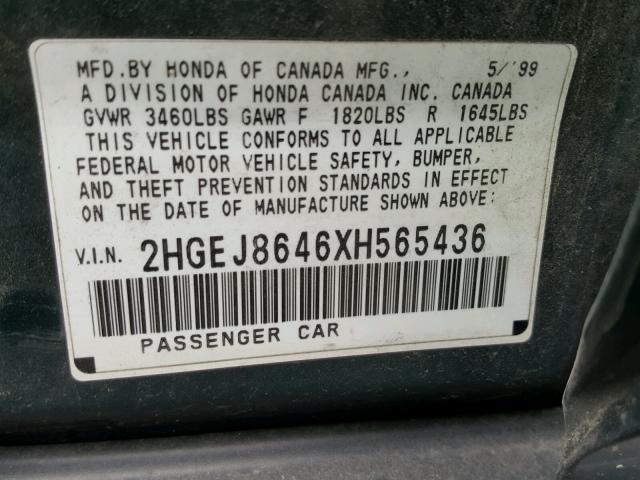 MFD.BY HONDA OF CANADA MFG., 5/'99
A DIVISION OF HONDA CANADA INC. CANADA
GVWR 3460LBS GAWR F 1820LBS R 1645LBS
THIS VEHICLE CONFORMS TO ALL APPLICABLE
FEDERAL MOTOR VEHICLE SAFETY, BUMPER,
AND THEFT PREVENTION STANDARDS IN EFFECT
ON THE DATE OF MANUFACTURE SHOWN ABOVE:
V.I.N. 2HGEJ8646XH565436
PASSENGER CAR